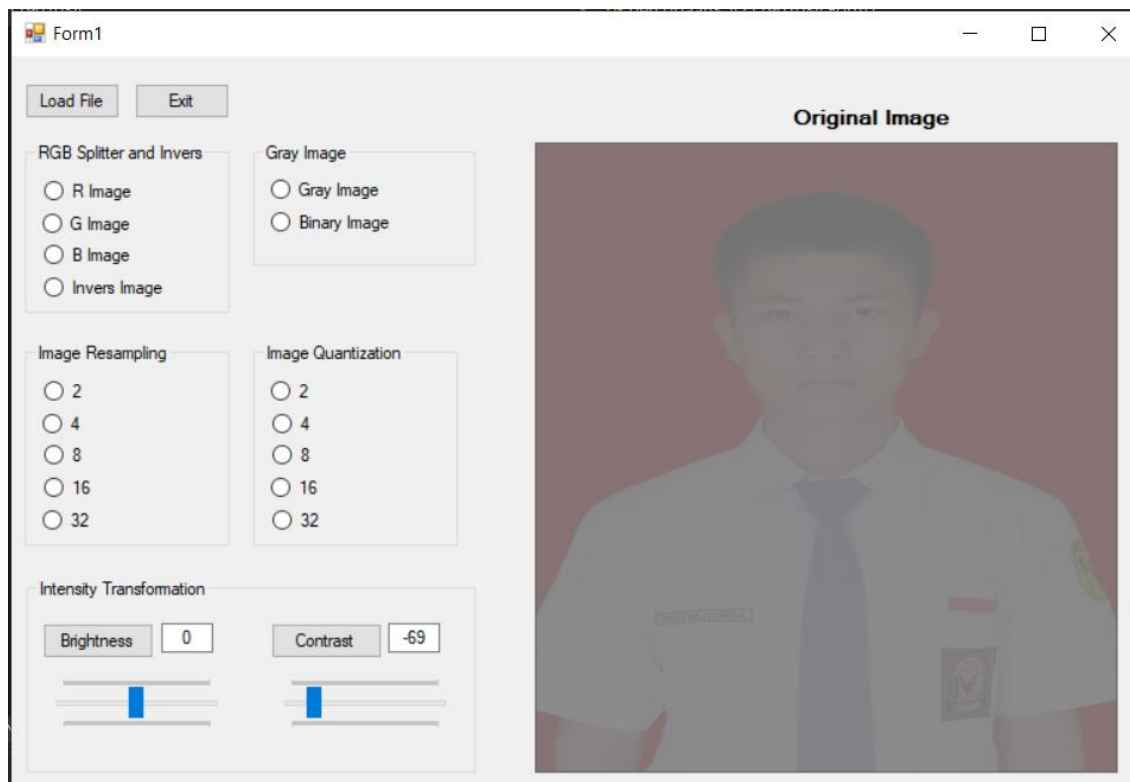 Form1
Load File
Exit
Original Image
RGB Splitter and Invers
R Image
G Image
B Image
Invers Image
Gray Image
Gray Image
Binary Image
Image Resampling
2
4
8
16
32
Image Quantization
2
4
8
16
32
Intensity Transformation
Brightness
0
Contrast
-69